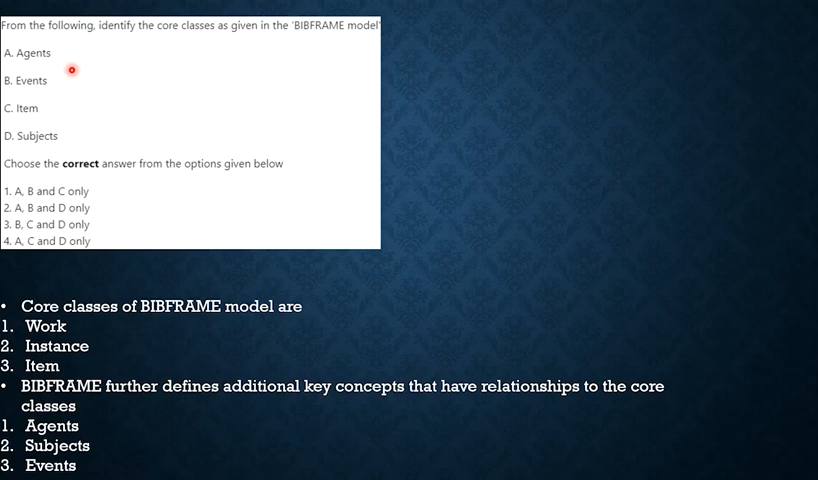 From the following, identify the core classes as given in the 'BIBFRAME model'
A. Agents
B. Events
C. Item
D. Subjects
Choose the correct answer from the options given below
1. A, B and C only
2. A, B and D only
3. B, C and D only
4. A, C and D only
• Core classes of BIBFRAME model are
1. Work
2. Instance
3. Item
• BIBFRAME further defines additional key concepts that have relationships to the core
classes
1. Agents
2. Subjects
3. Events